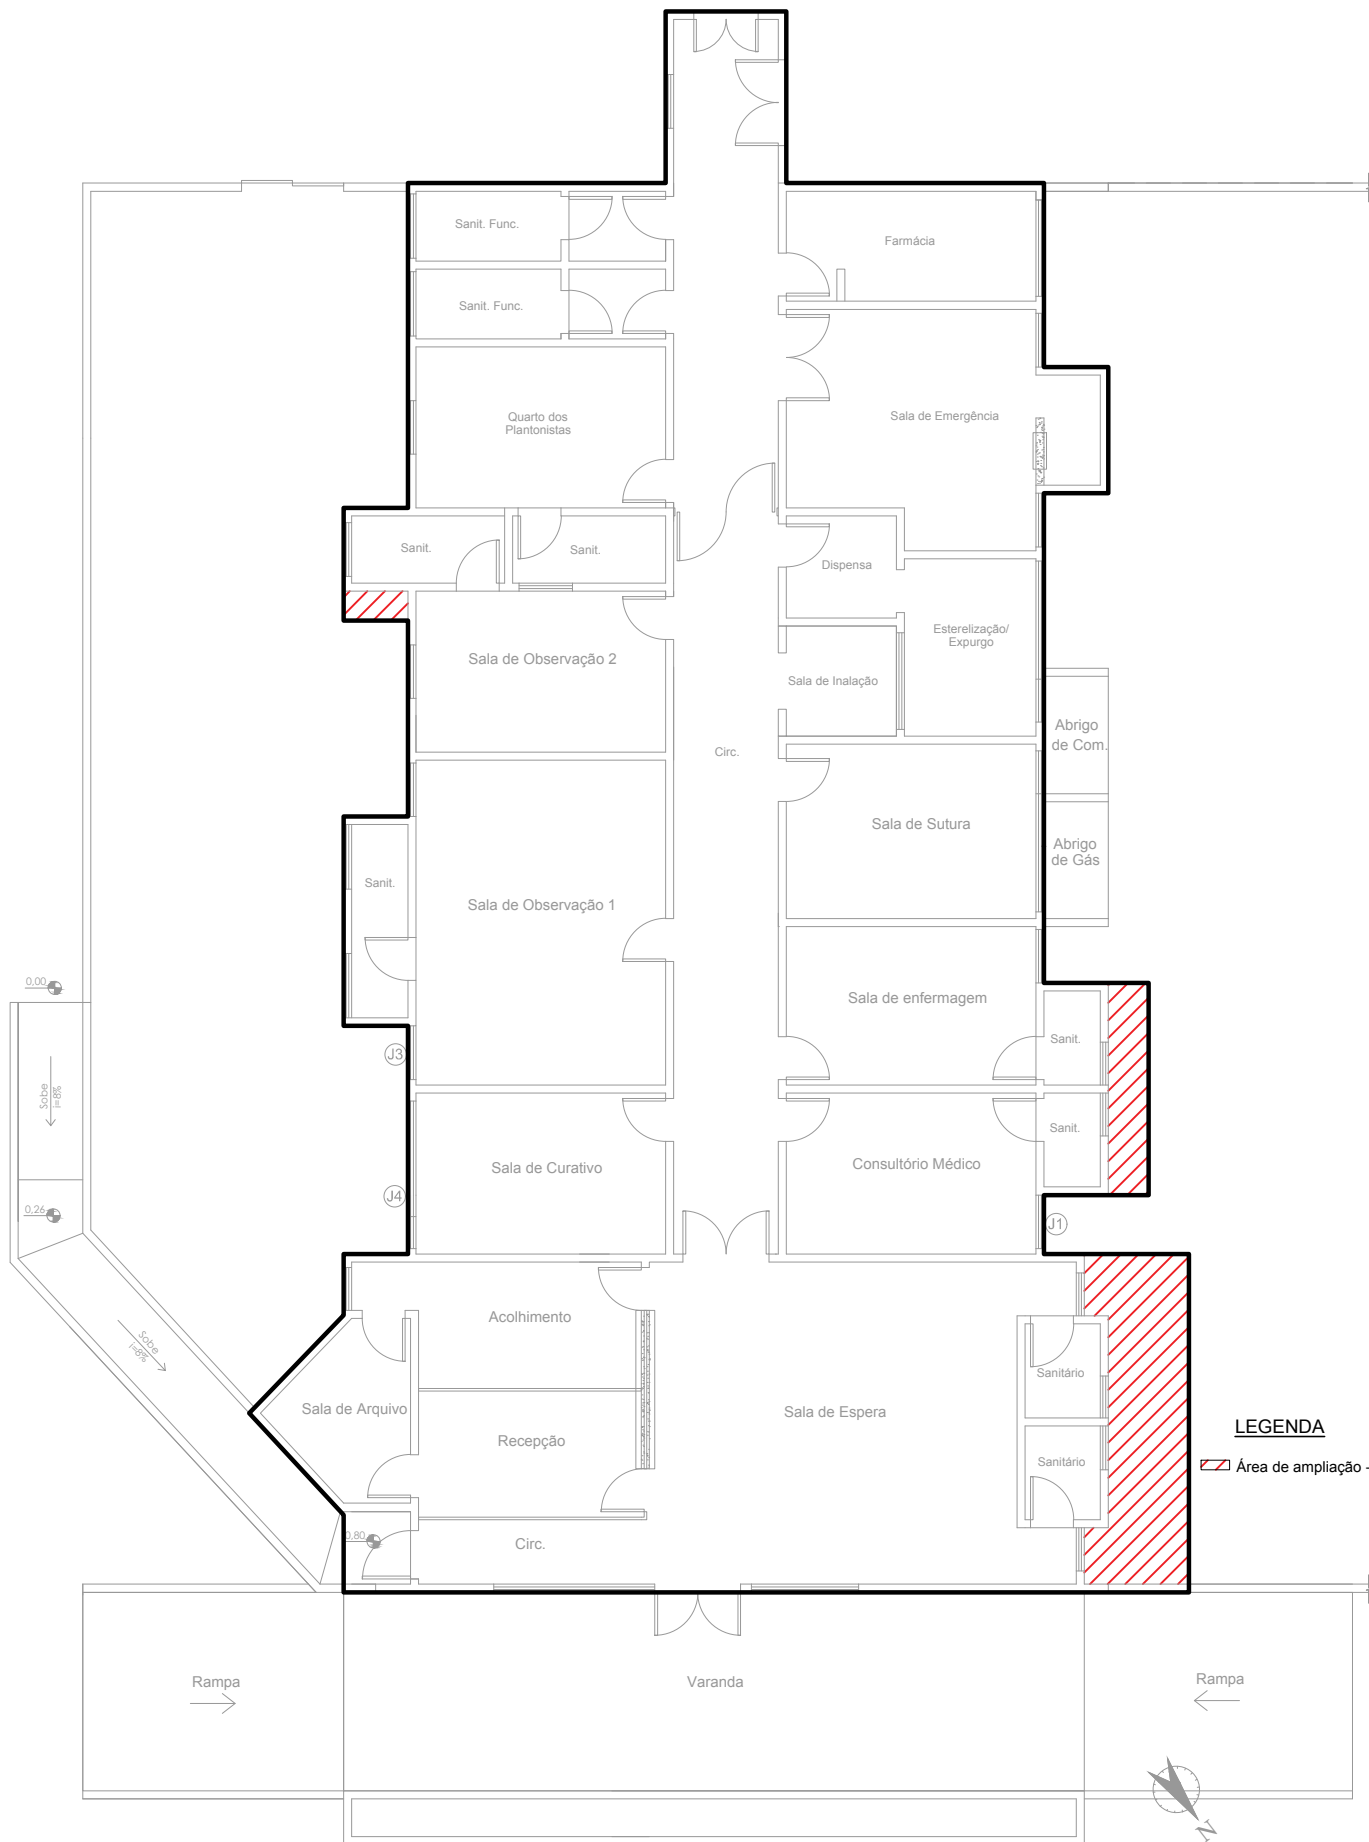 Sanit. Func.
Farmácia
Sanit. Func.
Quarto dos
Plantonistas
Sala de Emergência
Sanit.
Sanit.
Dispensa
Esterelização/
Expurgo
Sala de Observação 2
Sala de Inalação
Abrigo
de Com.
Circ.
Sala de Sutura
Abrigo
de Gás
Sanit.
Sala de Observação 1
0,00
Sala de enfermagem
Sanit.
J3
Sobe
i=8%
Sanit.
Sala de Curativo
Consultório Médico
J4
0,26
J1
Acolhimento
Sobe
i=8%
Sanitário
Sala de Arquivo
Sala de Espera
LEGENDA
Recepção
Sanitário
Área de ampliação -
0,80
Circ.
Rampa
Varanda
Rampa
N